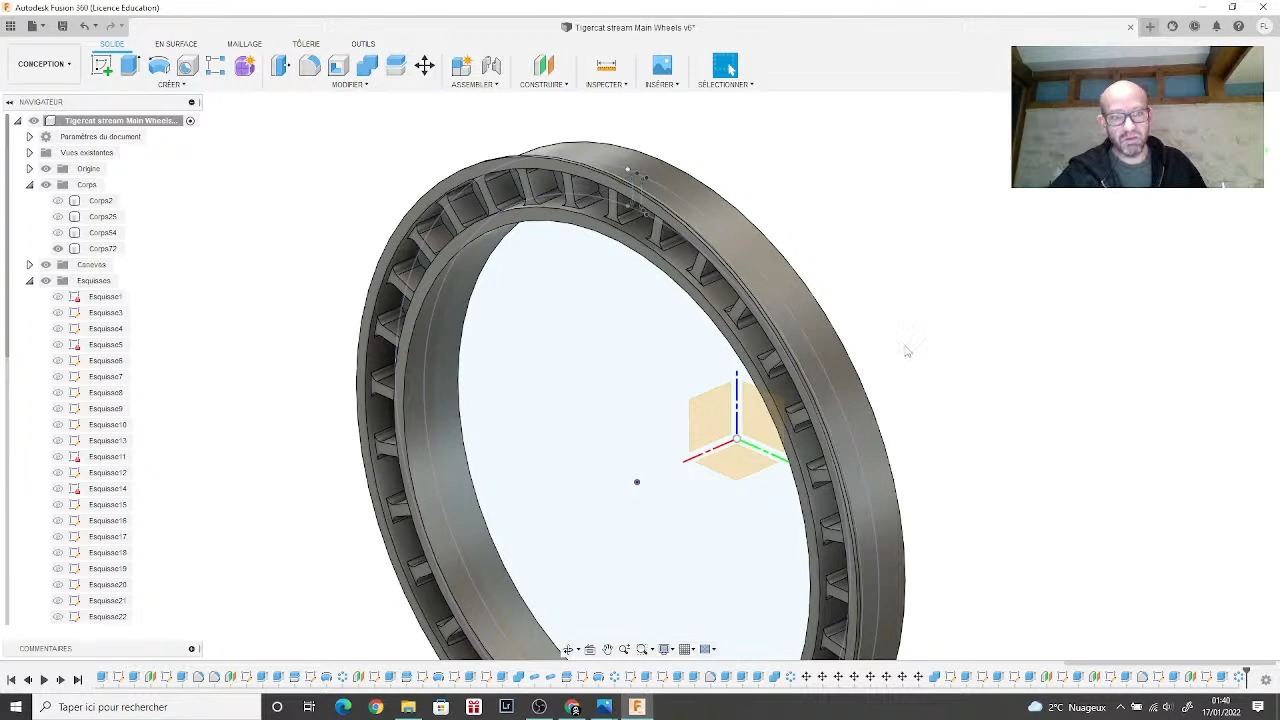 Autodesk Fusion 360 (Licence Education)
Tigercat stream Main Wheels v6*
FL
CONCEPTION
SOLIDE
EN SURFACE
MAILLAGE
TÔLERIE
OUTILS
CRÉER
MODIFIER
ASSEMBLER
CONSTRUIRE
INSPECTER
INSÉRER
SÉLECTIONNER
NAVIGATEUR
Tigercat stream Main Wheels...
Paramètres du document
Vues existantes
Origine
Corps
Corps2
Corps25
Corps54
Corps72
Canevas
Esquisses
Esquisse1
Esquisse3
Esquisse4
Esquisse5
Esquisse6
Esquisse7
Esquisse8
Esquisse9
Esquisse10
Esquisse13
Esquisse11
Esquisse12
Esquisse14
Esquisse15
Esquisse16
Esquisse17
Esquisse18
Esquisse19
Esquisse20
Esquisse21
Esquisse22
COMMENTAIRES
Taper ici pour rechercher
2°C Nuageux
01:40
17/01/2022